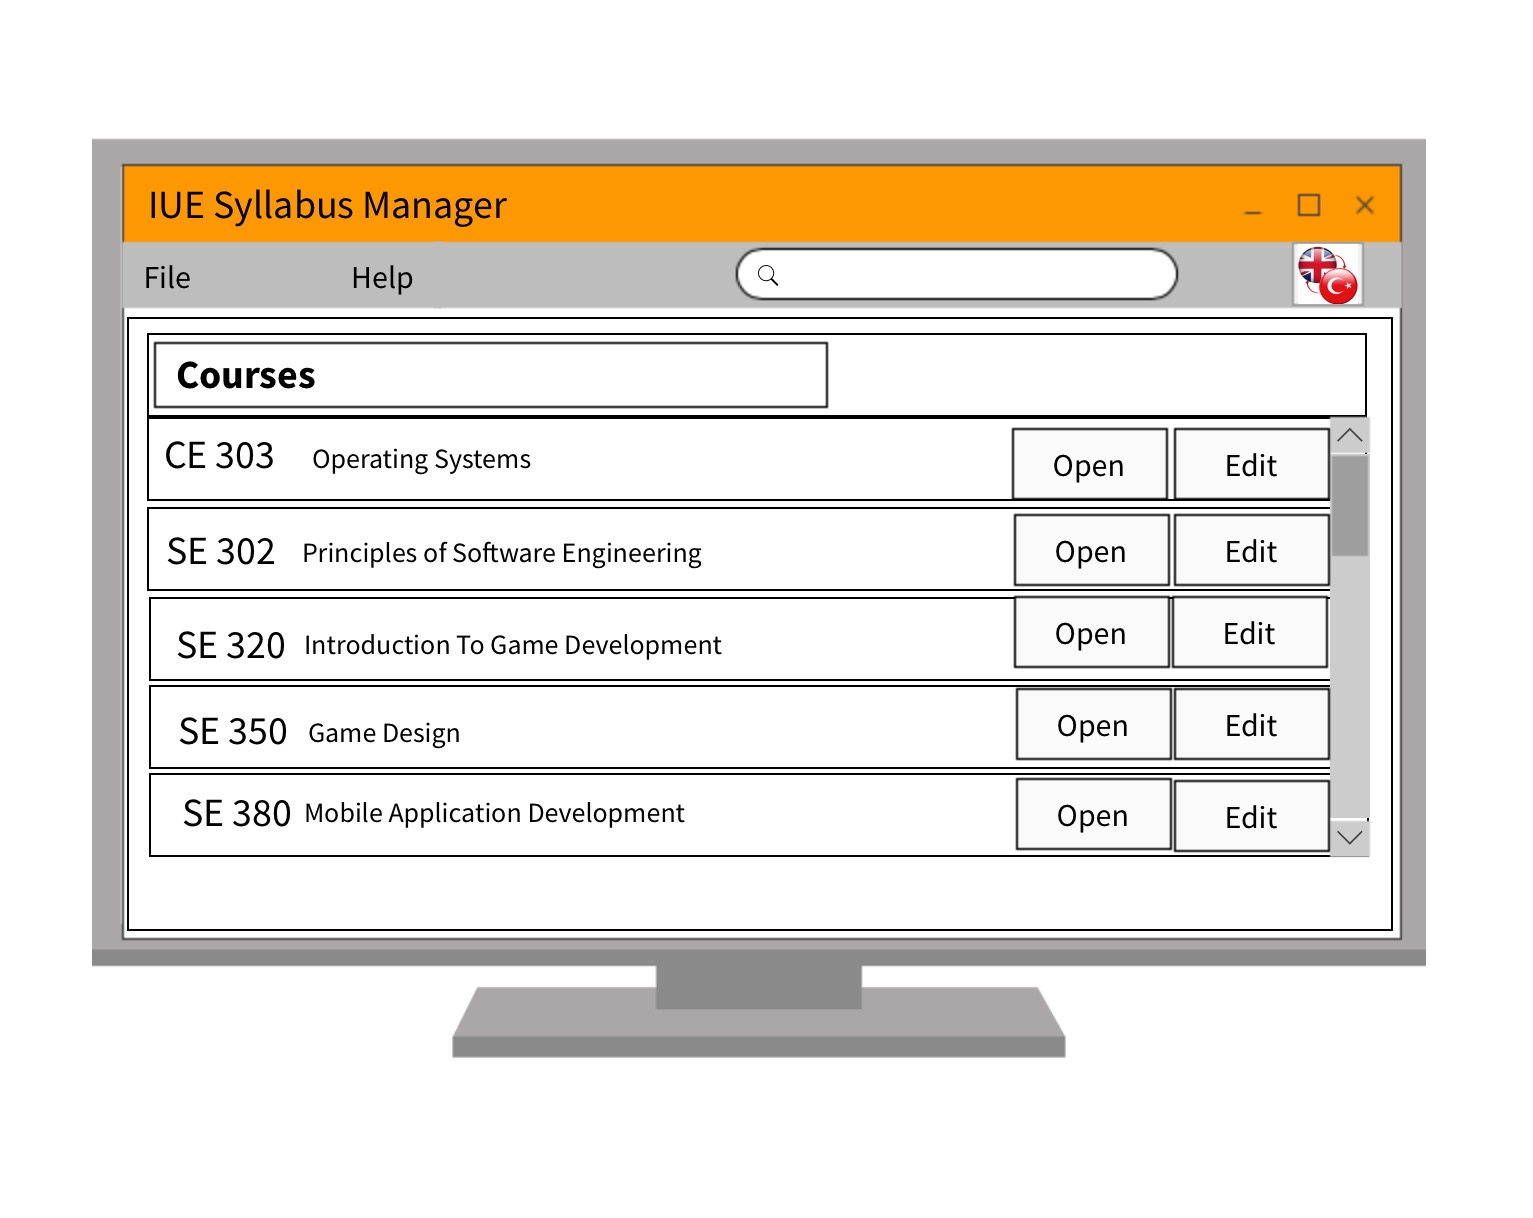 IUE Syllabus Manager
File Help
Courses
CE 303 Operating Systems Open Edit
SE 302 Principles of Software Engineering Open Edit
SE 320 Introduction To Game Development Open Edit
SE 350 Game Design Open Edit
SE 380 Mobile Application Development Open Edit